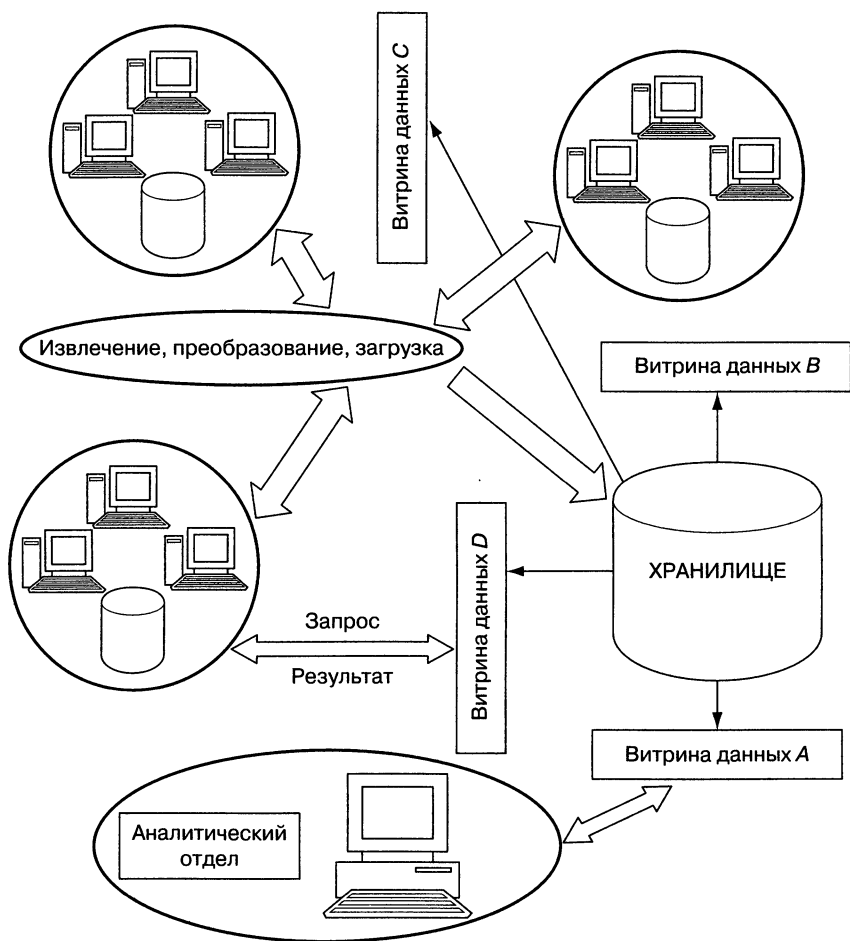 Витрина данных C
Извлечение, преобразование, загрузка
Витрина данных B
ХРАНИЛИЩЕ
Витрина данных D
Запрос
Результат
Витрина данных A
Аналитический
отдел